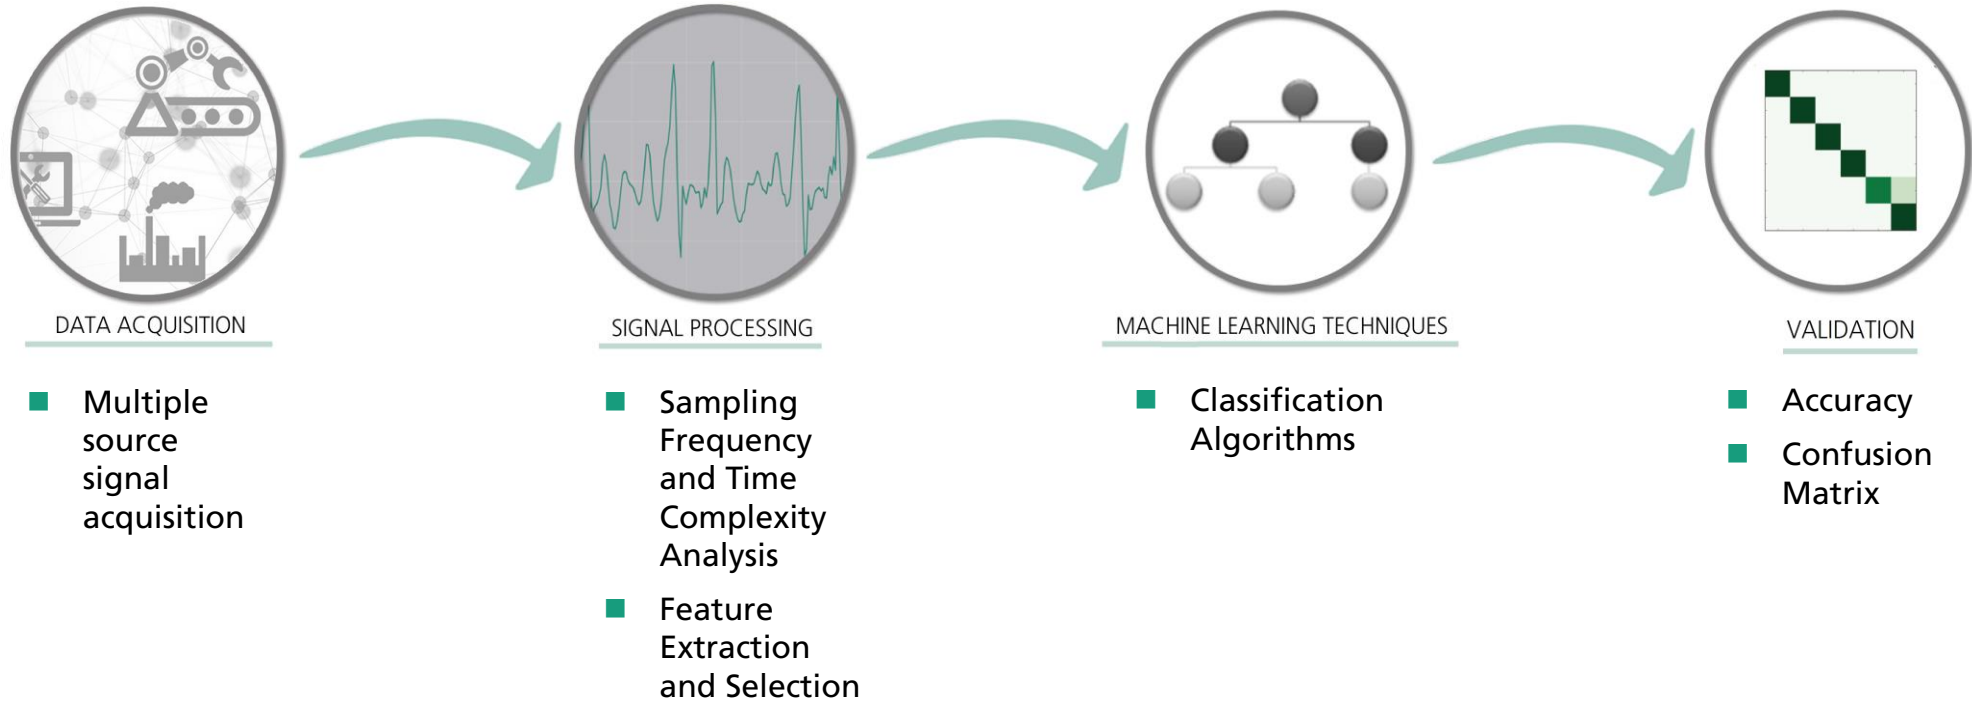 DATA ACQUISITION
Multiple
source
signal
acquisition
SIGNAL PROCESSING
Sampling
Frequency
and Time
Complexity
Analysis
Feature
Extraction
and Selection
MACHINE LEARNING TECHNIQUES
Classification
Algorithms
VALIDATION
Accuracy
Confusion
Matrix